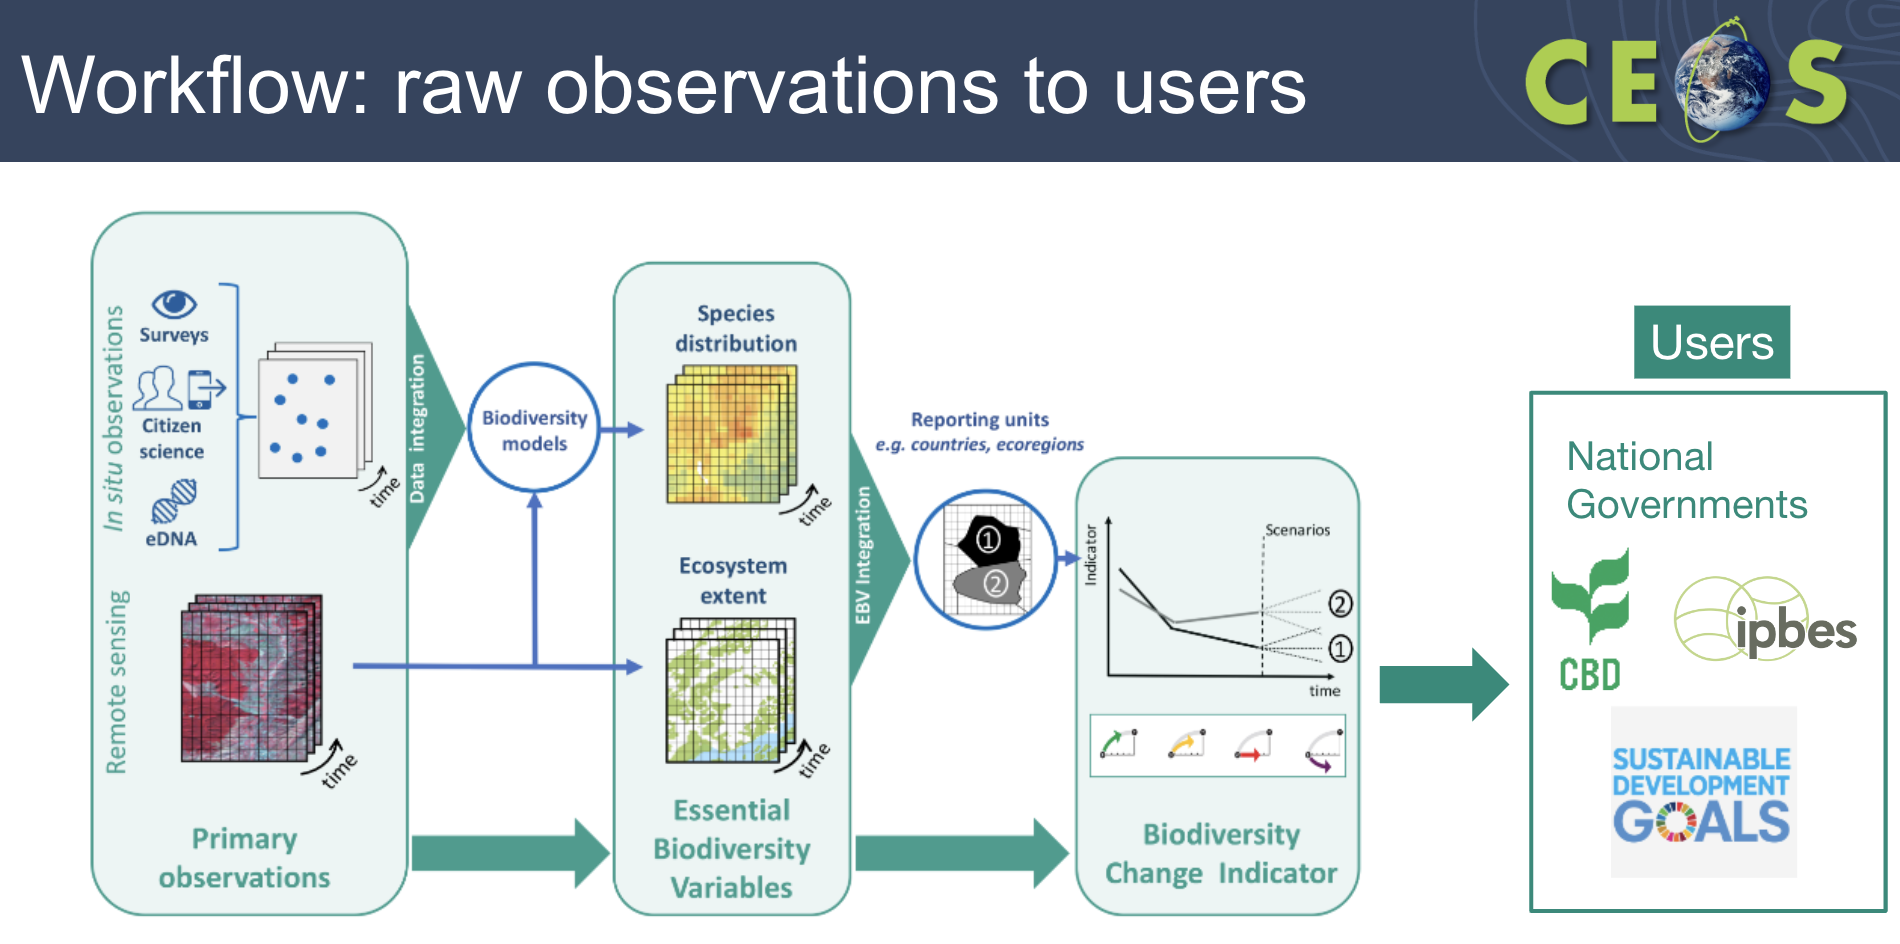 Workflow: raw observations to users
CEOS
In situ observations
Surveys
Citizen
science
eDNA
time
Remote sensing
time
Primary
observations
Data integration
Biodiversity
models
Species
distribution
time
Ecosystem
extent
time
Essential
Biodiversity
Variables
EBV Integration
Reporting units
e.g. countries, ecoregions
1
2
Indicator
Scenarios
2
1
time
Biodiversity
Change Indicator
Users
National
Governments
CBD
ipbes
SUSTAINABLE
DEVELOPMENT
GOALS